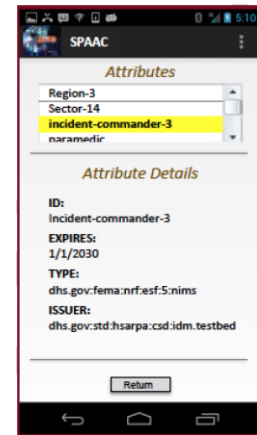 5:10
SPAAC
Attributes
Region-3
Sector-14
incident-commander-3
paramedic
Attribute Details
ID:
Incident-commander-3
EXPIRES:
1/1/2030
TYPE:
dhs.gov:fema:nrf:esf:5:nims
ISSUER:
dhs.gov:std:hsarpa:csd:idm.testbed
Return